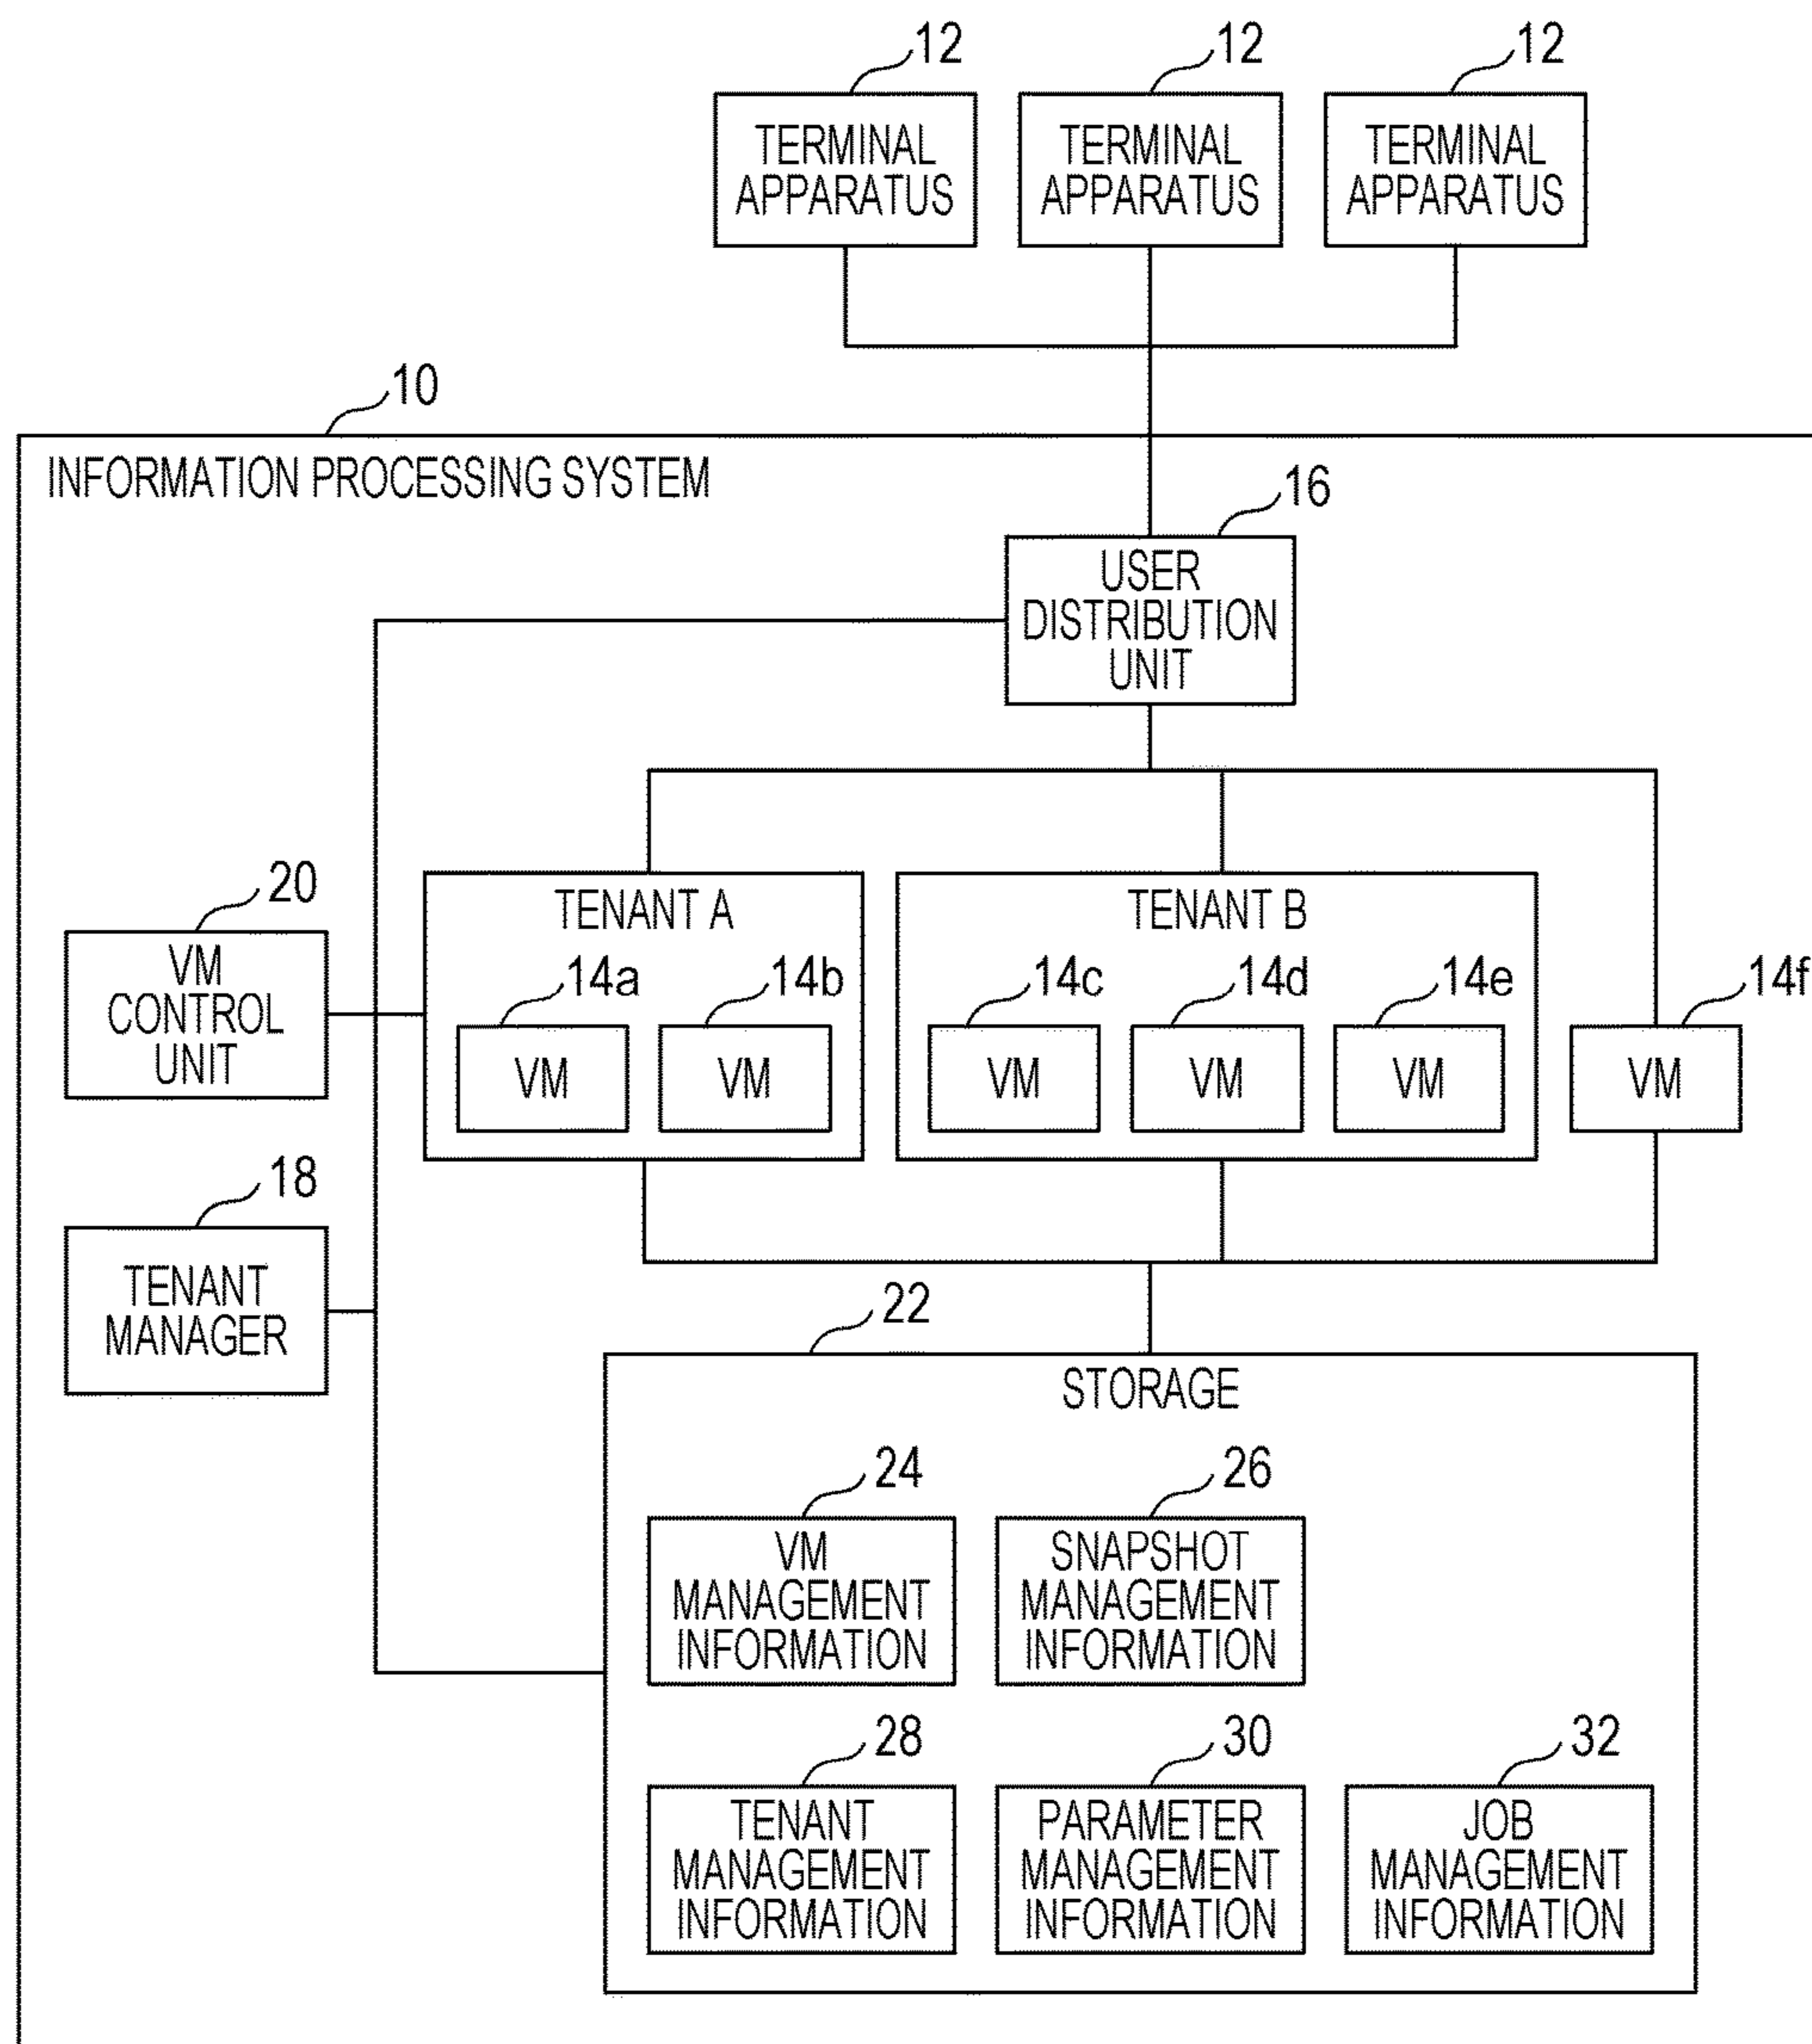 12
12
12
TERMINAL
APPARATUS
TERMINAL
APPARATUS
TERMINAL
APPARATUS
10
INFORMATION PROCESSING SYSTEM
16
USER
DISTRIBUTION
UNIT
20
VM
CONTROL
UNIT
TENANT A
14a
VM
14b
VM
TENANT B
14c
VM
14d
VM
14e
VM
14f
VM
18
TENANT
MANAGER
22
STORAGE
24
VM
MANAGEMENT
INFORMATION
26
SNAPSHOT
MANAGEMENT
INFORMATION
28
TENANT
MANAGEMENT
INFORMATION
30
PARAMETER
MANAGEMENT
INFORMATION
32
JOB
MANAGEMENT
INFORMATION